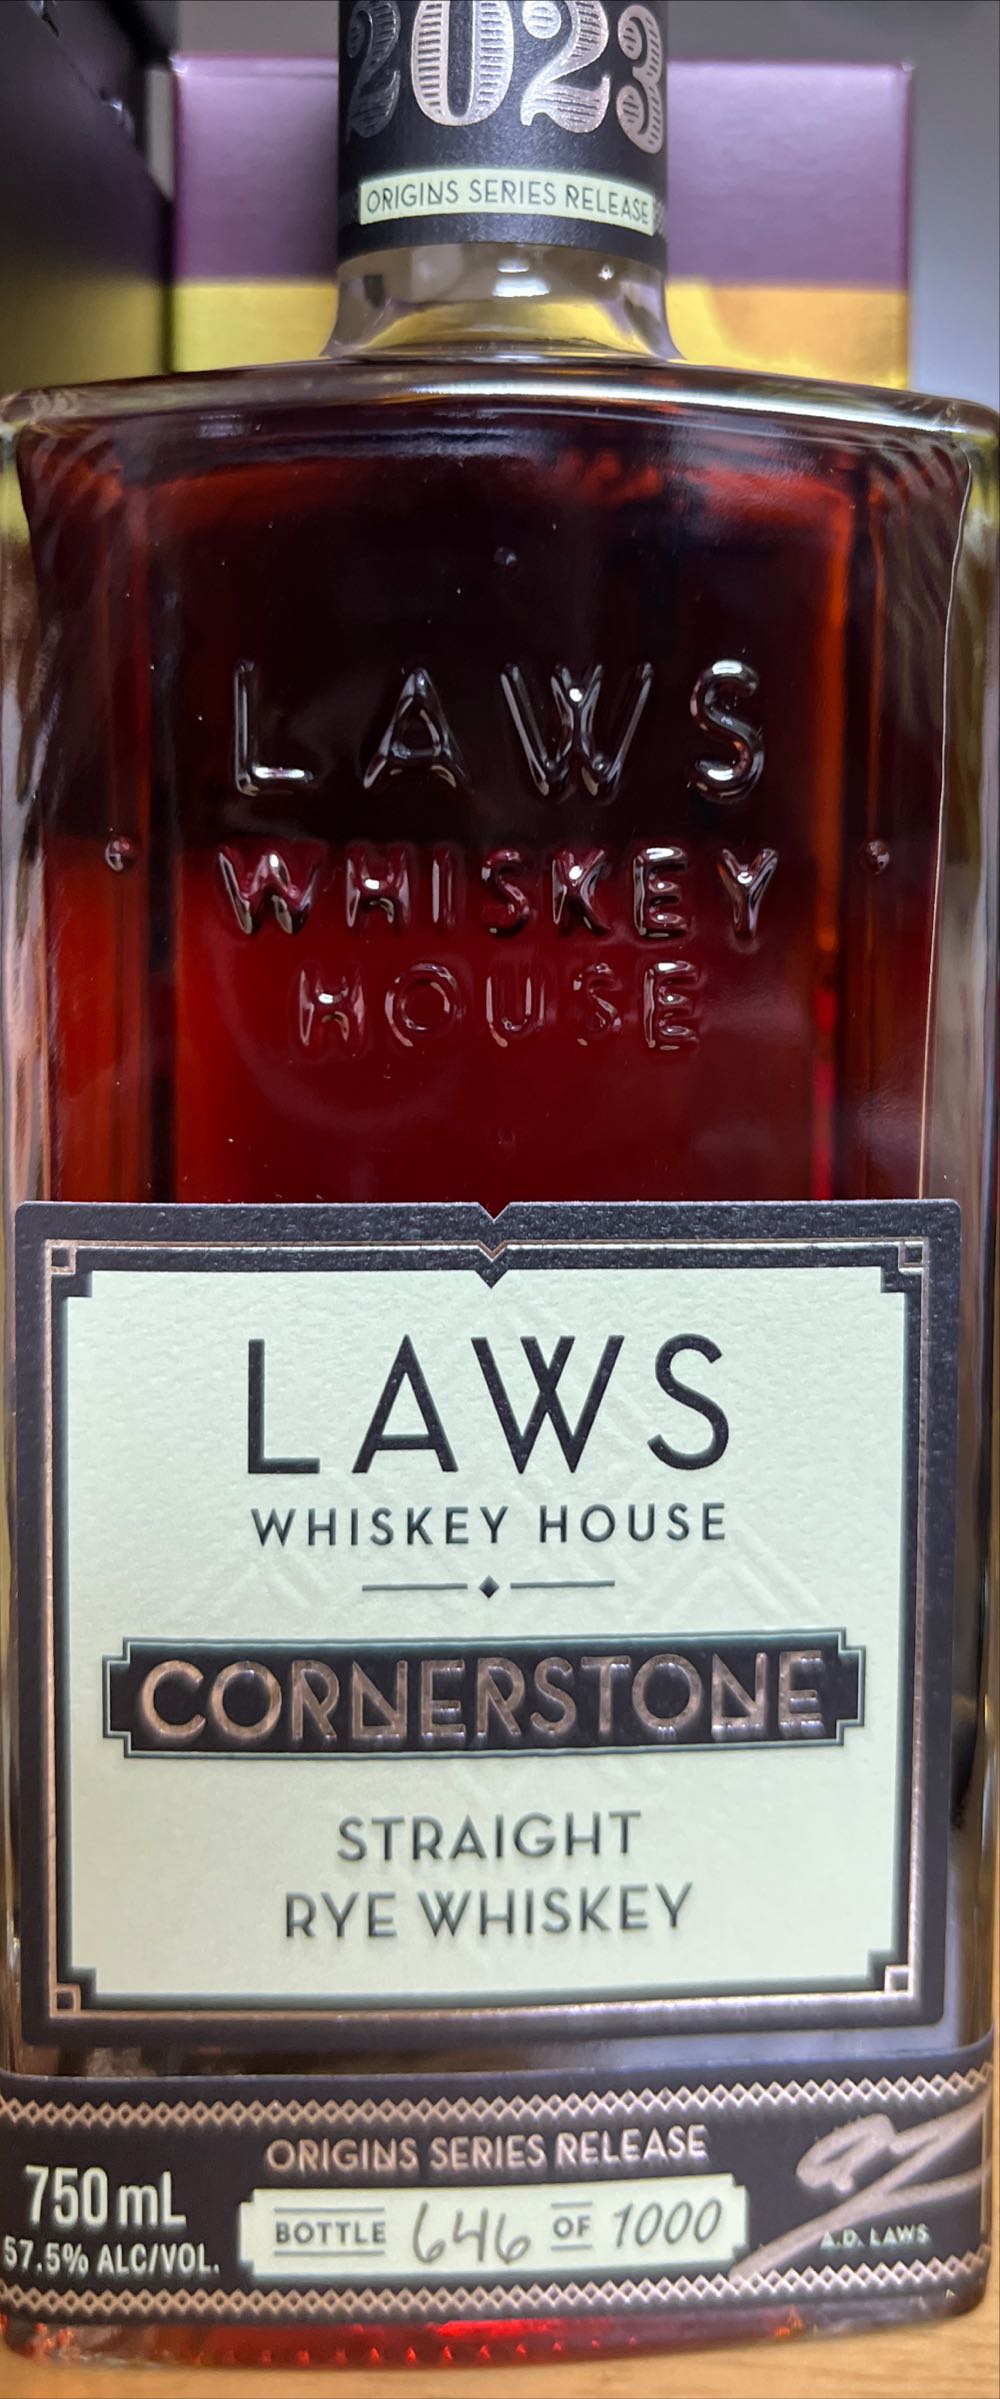 2023
ORIGINS SERIES RELEASE
LAWS
WHISKEY
HOUSE
LAWS
WHISKEY HOUSE
CORNERSTONE
STRAIGHT
RYE WHISKEY
ORIGINS SERIES RELEASE
750 mL
57.5% ALC/VOL.
BOTTLE 646 OF 1000
A.D. LAWS